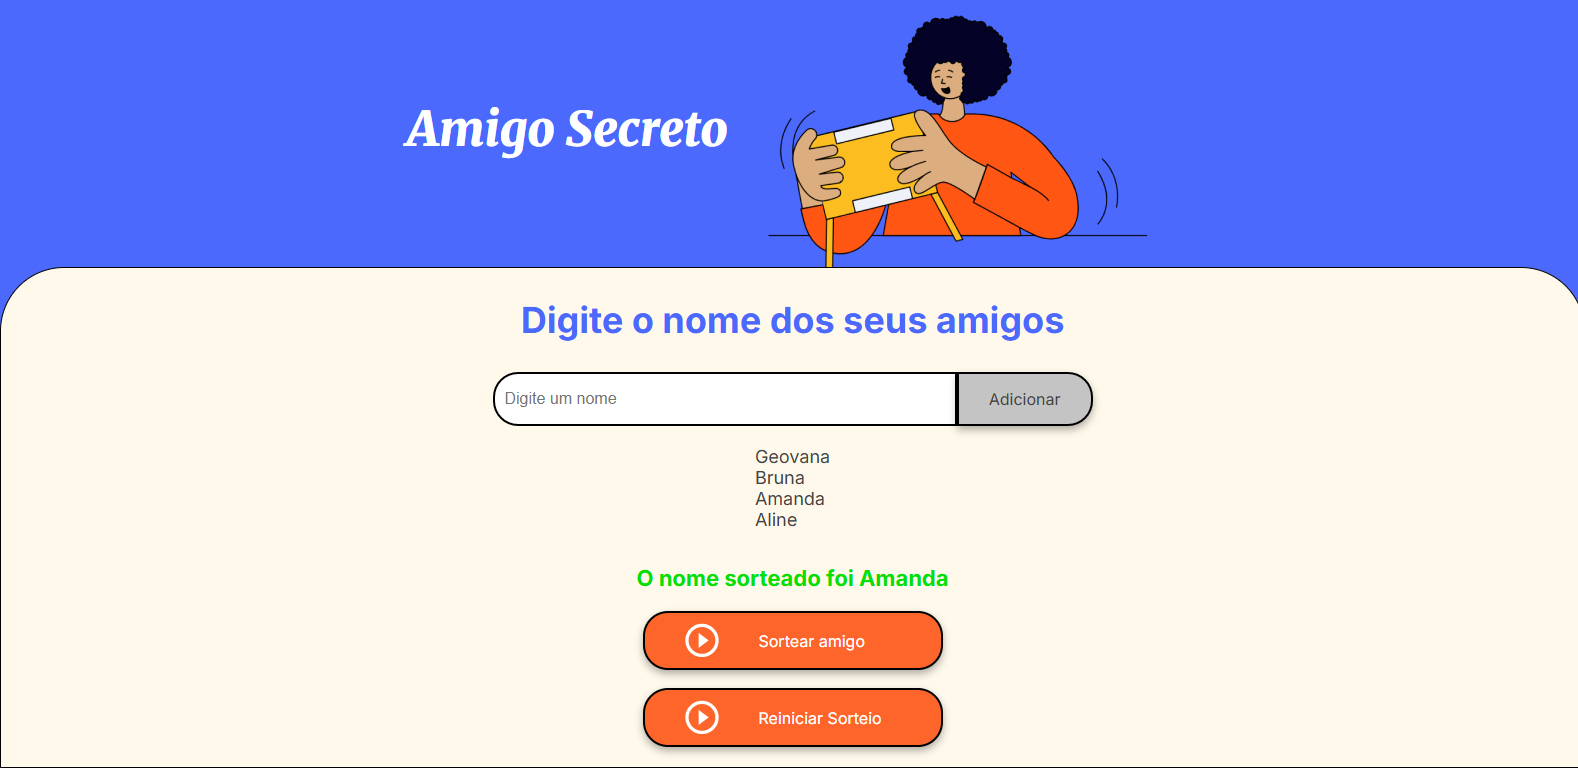 Amigo Secreto
Digite o nome dos seus amigos
Digite um nome
Adicionar
Geovana
Bruna
Amanda
Aline
O nome sorteado foi Amanda
Sortear amigo
Reiniciar Sorteio